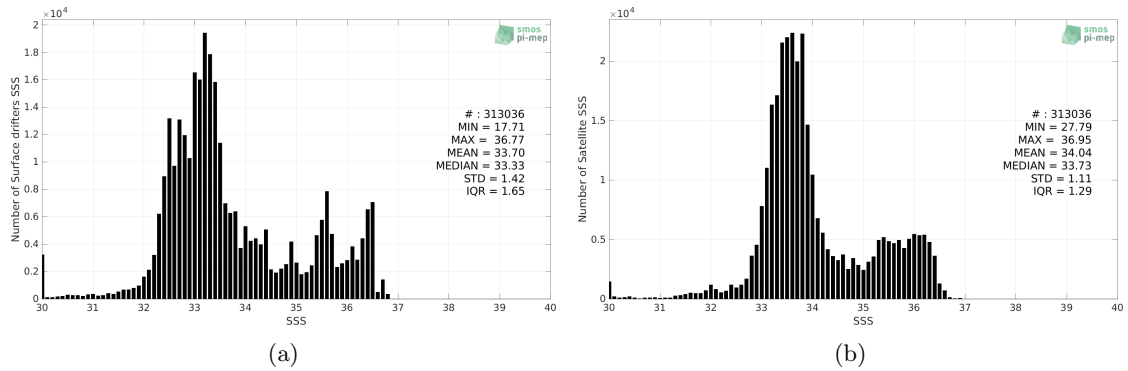 ×10⁴
smos
pi-mep
Number of Surface drifters SSS
2
1.8
1.6
1.4
1.2
1
0.8
0.6
0.4
0.2
0
# : 313036
MIN = 17.71
MAX = 36.77
MEAN = 33.70
MEDIAN = 33.33
STD = 1.42
IQR = 1.65
30 31 32 33 34 35 36 37 38 39 40
SSS
(a)
×10⁴
smos
pi-mep
Number of Satellite SSS
2
1.5
1
0.5
0
# : 313036
MIN = 27.79
MAX = 36.95
MEAN = 34.04
MEDIAN = 33.73
STD = 1.11
IQR = 1.29
30 31 32 33 34 35 36 37 38 39 40
SSS
(b)